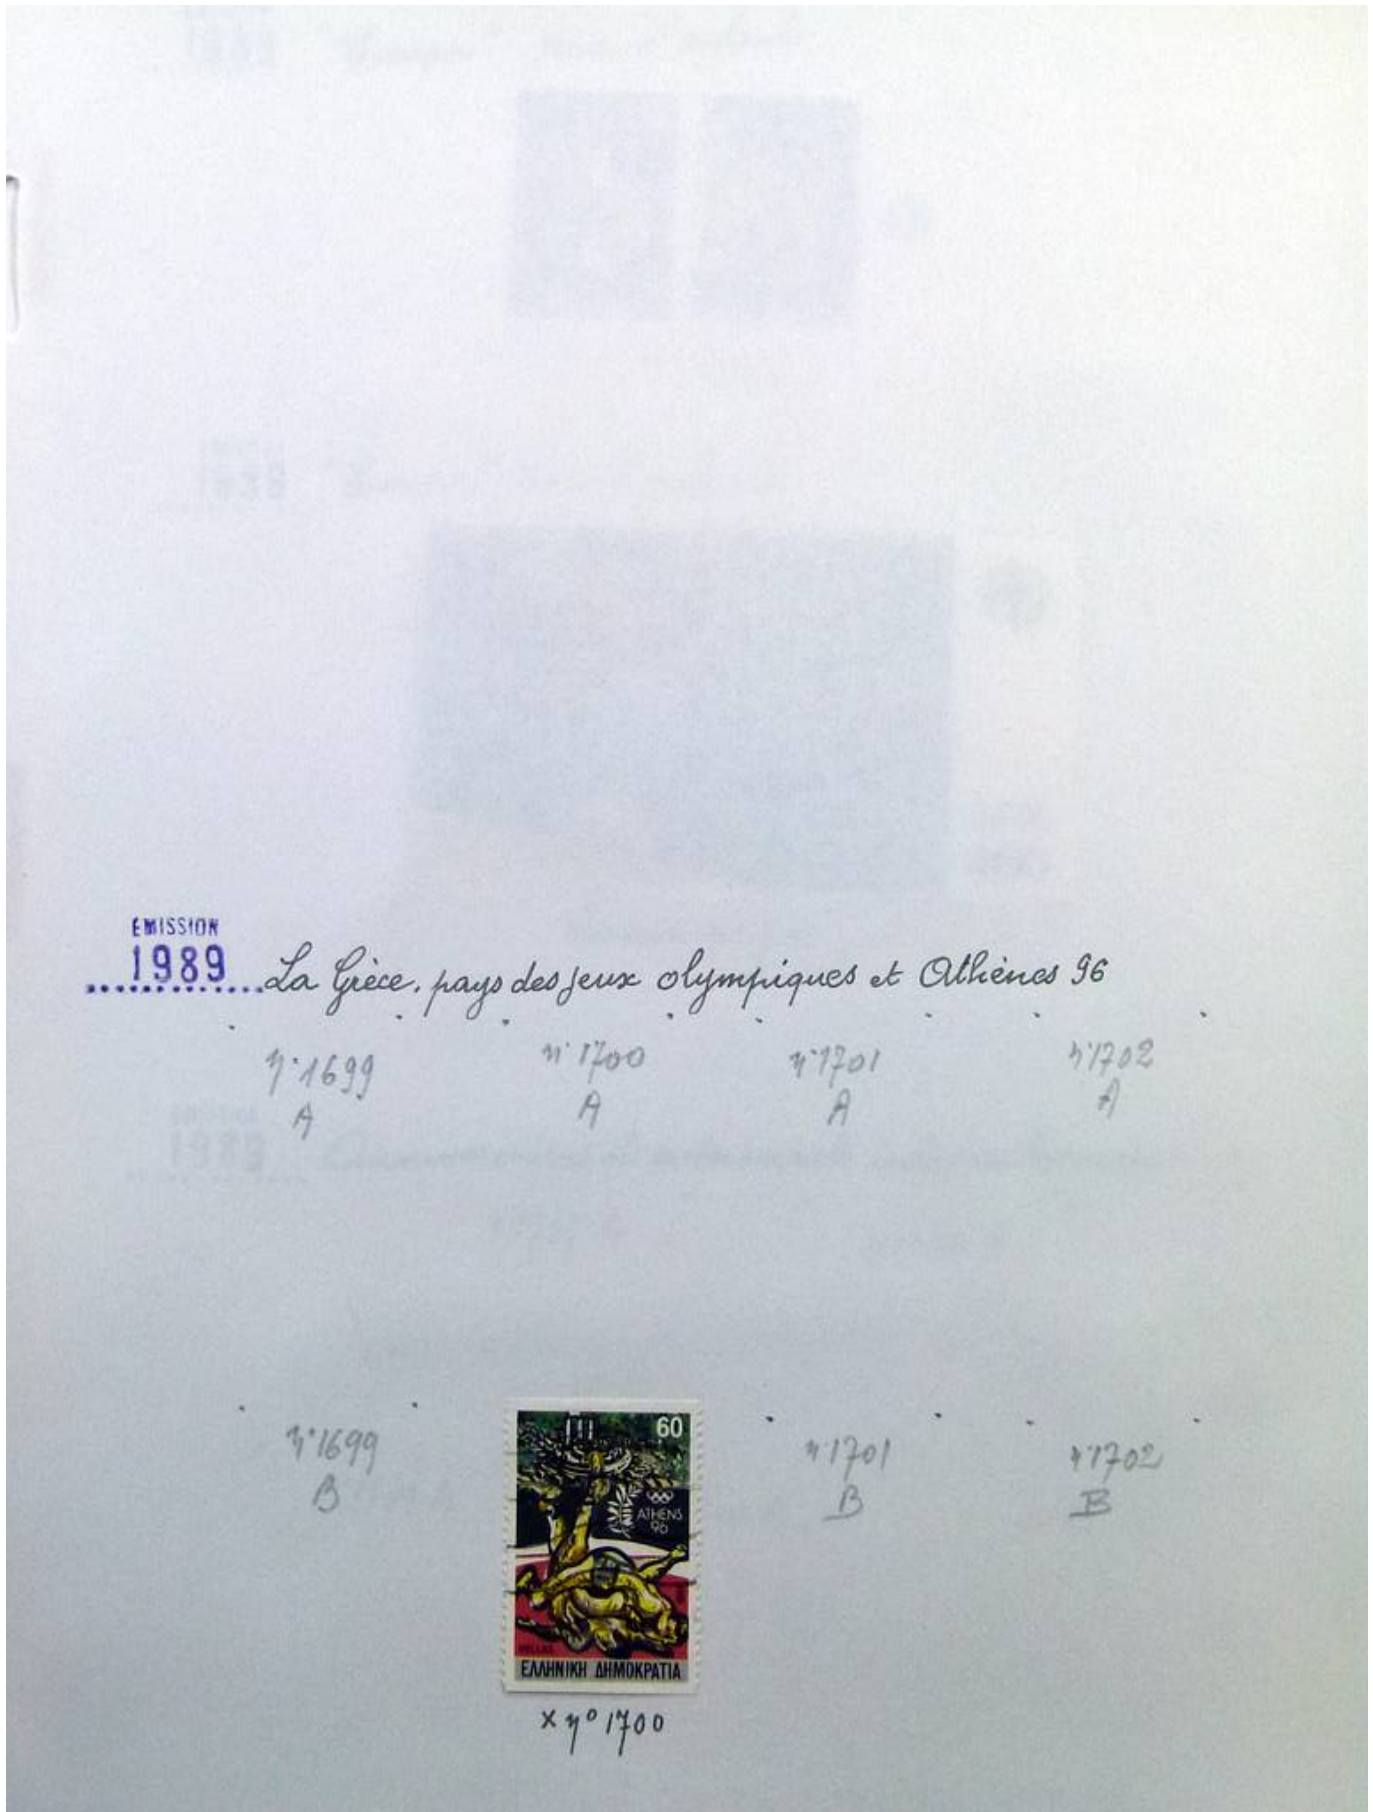 EMISSION
1989 La Grèce, pays des jeux olympiques et Athènes 96
n°1699 n°1700 n°1701 n°1702
A A A A
n°1699 n°1701 n°1702
B B B
60
ATHENS
96
HELLAS
ΕΛΛΗΝΙΚΗ ΔΗΜΟΚΡΑΤΙΑ
x n° 1700